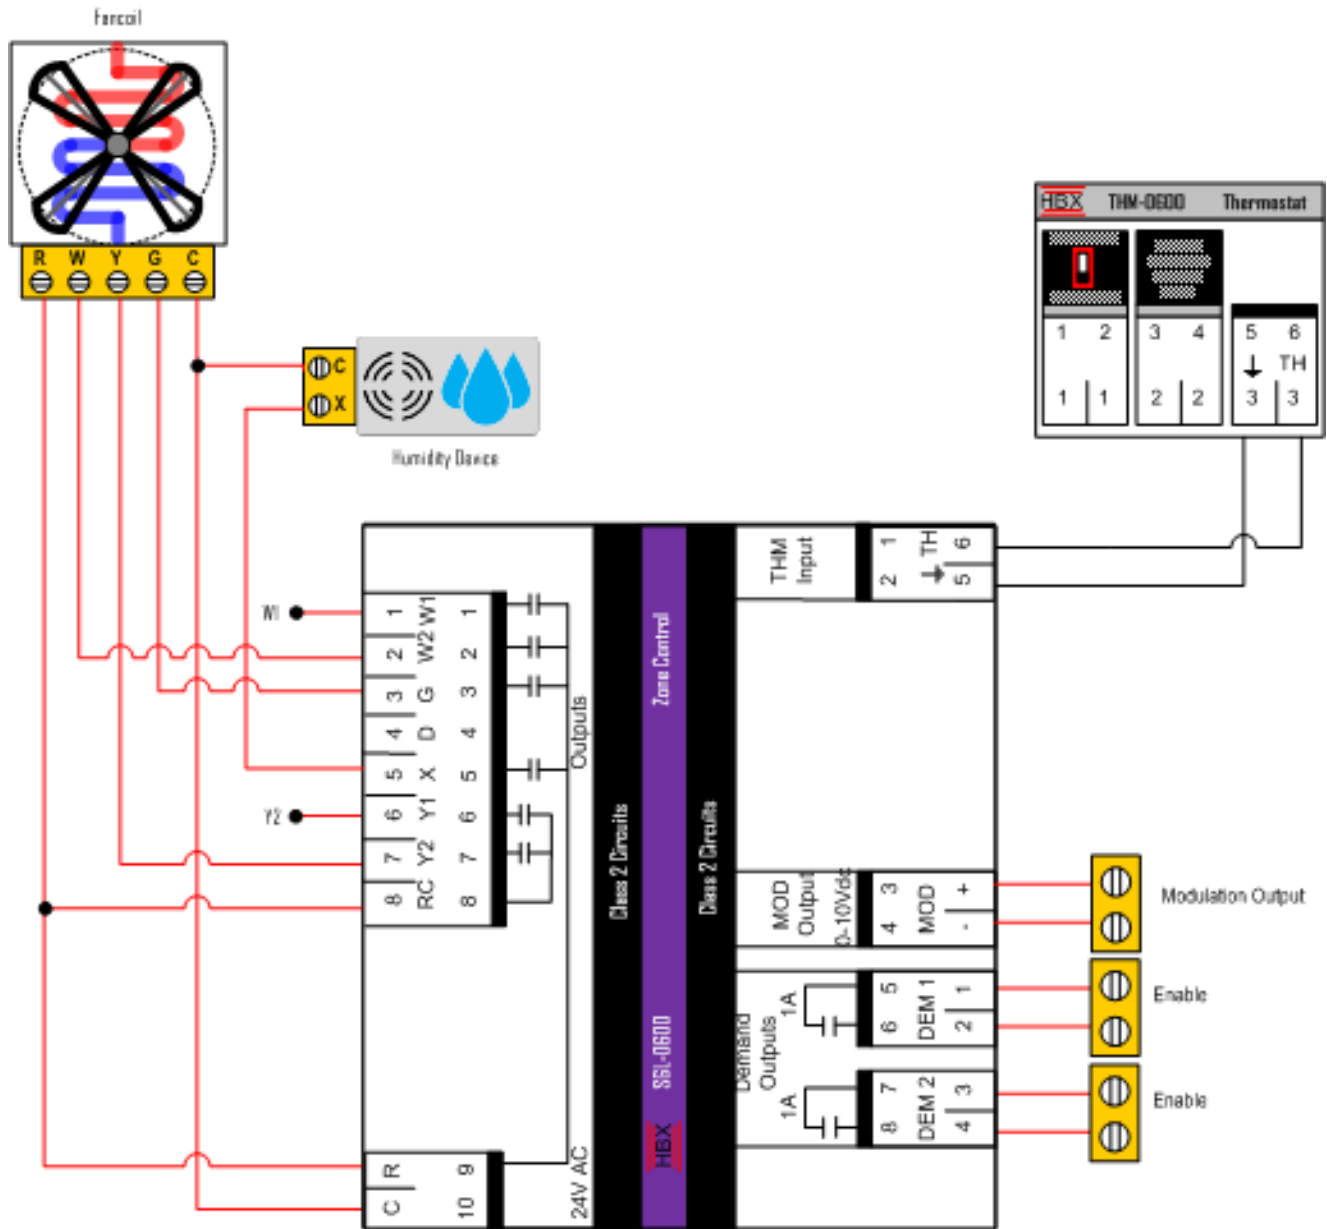 Fancoil
R W Y G C
HBX THM-0600 Thermostat
1 2 3 4 5 6
TH
1 1 2 2 3 3
C
X
Humidity Device
THM Input
1 TH 6
2 5
W1
1 W1 1
2 W2 2
3 G 3
4 D 4
5 X 5
Y2
6 Y1 6
7 Y2 7
8 RC 8
Outputs
Class 2 Circuits
HBX SGL-0600 Zone Control
Class 2 Circuits
MOD Output 0-10Vdc
3 MOD +
4 -
Modulation Output
Demand Outputs
1A
5 DEM 1 1
6 2
Enable
1A
7 DEM 2 3
8 4
Enable
R 9
C 10
24V AC